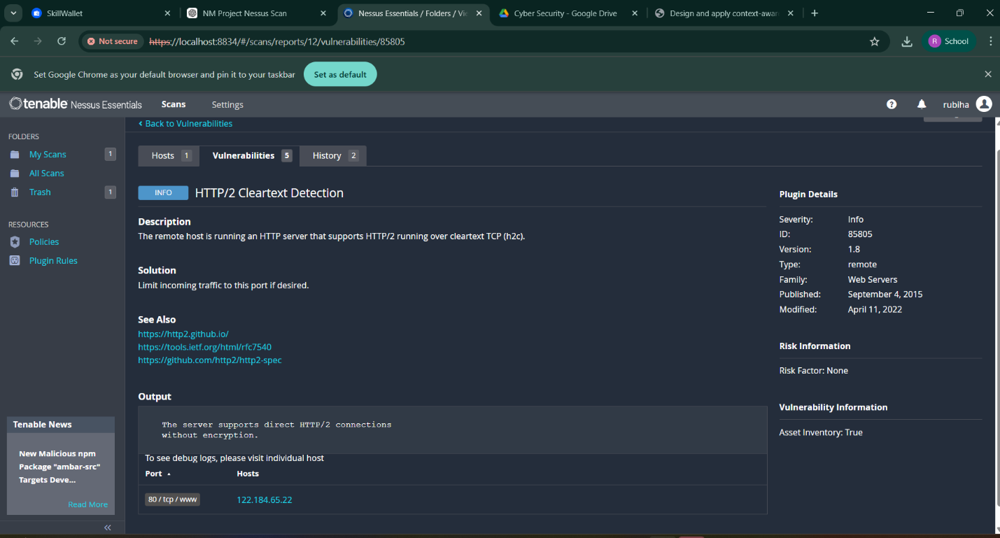 SkillWallet
NM Project Nessus Scan
Nessus Essentials / Folders / Vie
Cyber Security - Google Drive
Design and apply context-awar
Not secure
https://localhost:8834/#/scans/reports/12/vulnerabilities/85805
R School
Set Google Chrome as your default browser and pin it to your taskbar
Set as default
tenable Nessus Essentials
Scans
Settings
rubiha
FOLDERS
My Scans 1
All Scans
Trash 1
RESOURCES
Policies
Plugin Rules
Tenable News
New Malicious npm
Package "ambar-src"
Targets Deve...
Read More
Back to Vulnerabilities
Hosts 1
Vulnerabilities 5
History 2
INFO HTTP/2 Cleartext Detection
Description
The remote host is running an HTTP server that supports HTTP/2 running over cleartext TCP (h2c).
Solution
Limit incoming traffic to this port if desired.
See Also
https://http2.github.io/
https://tools.ietf.org/html/rfc7540
https://github.com/http2/http2-spec
Output
The server supports direct HTTP/2 connections
without encryption.
To see debug logs, please visit individual host
Port Hosts
80 / tcp / www 122.184.65.22
Plugin Details
Severity: Info
ID: 85805
Version: 1.8
Type: remote
Family: Web Servers
Published: September 4, 2015
Modified: April 11, 2022
Risk Information
Risk Factor: None
Vulnerability Information
Asset Inventory: True